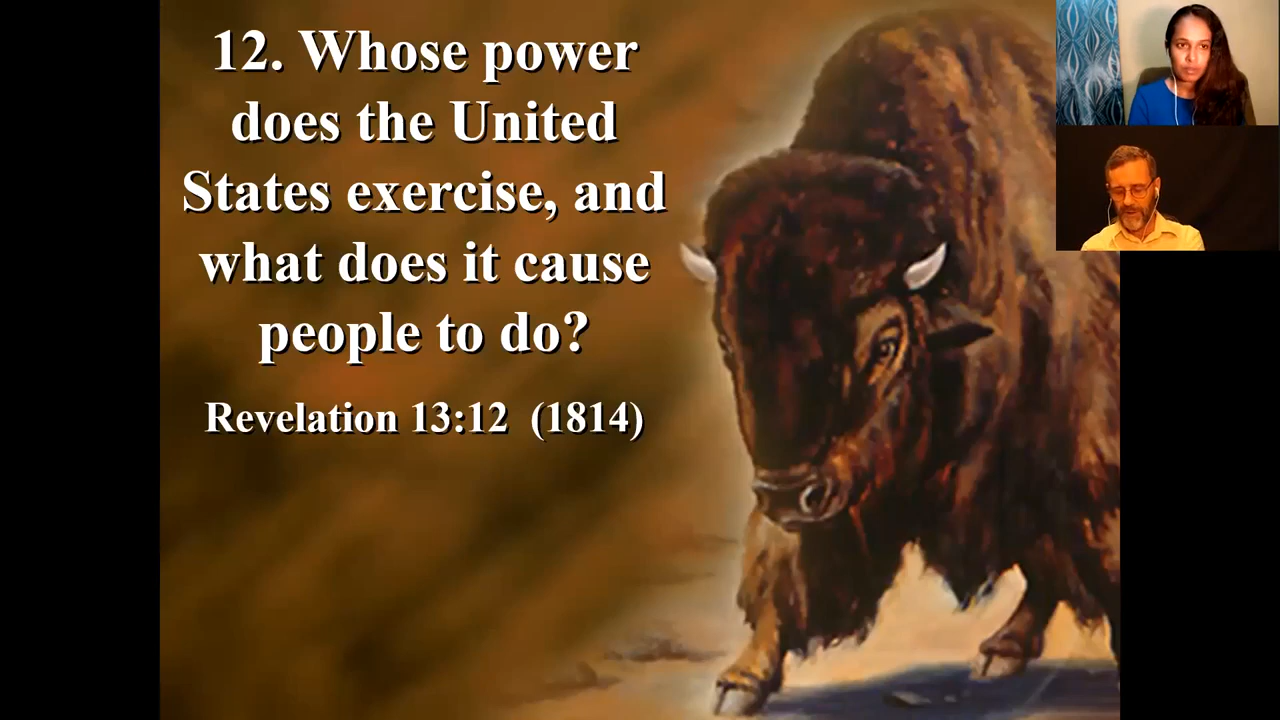 12. Whose power
does the United
States exercise, and
what does it cause
people to do?
Revelation 13:12 (1814)